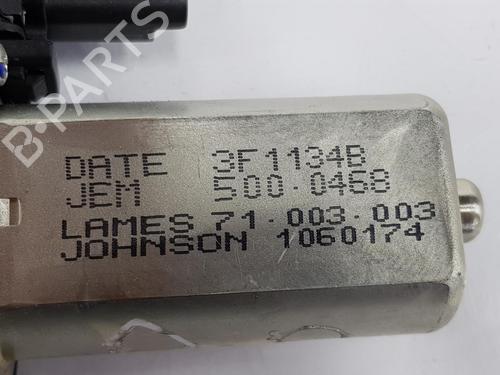 B-PARTS
DATE 3F1134B
JEM 500.0468
LAMES 71.003.003
JOHNSON 1060174